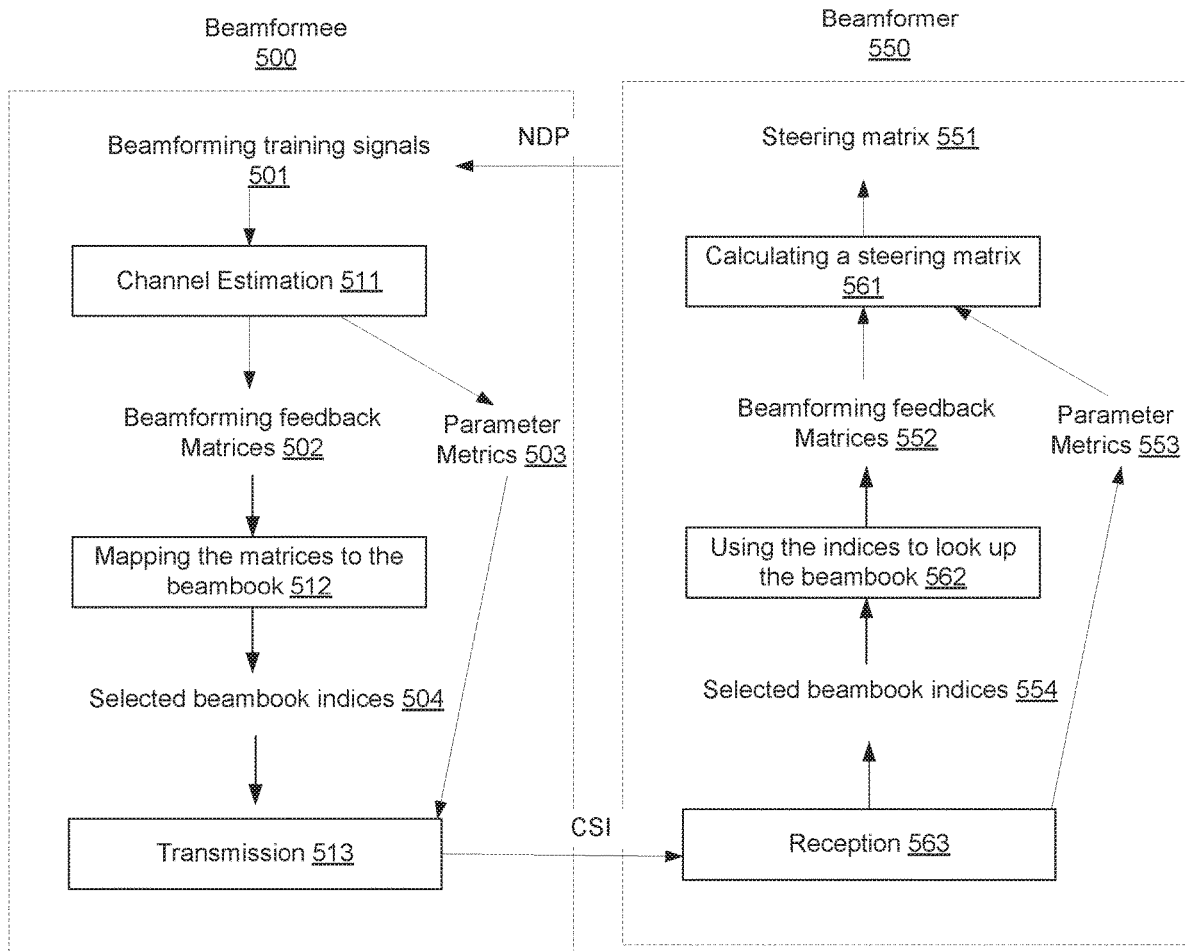 Beamformee
500
Beamforming training signals
501
Channel Estimation 511
Beamforming feedback
Matrices 502
Parameter
Metrics 503
Mapping the matrices to the
beambook 512
Selected beambook indices 504
Transmission 513
NDP
CSI
Beamformer
550
Steering matrix 551
Calculating a steering matrix
561
Beamforming feedback
Matrices 552
Parameter
Metrics 553
Using the indices to look up
the beambook 562
Selected beambook indices 554
Reception 563